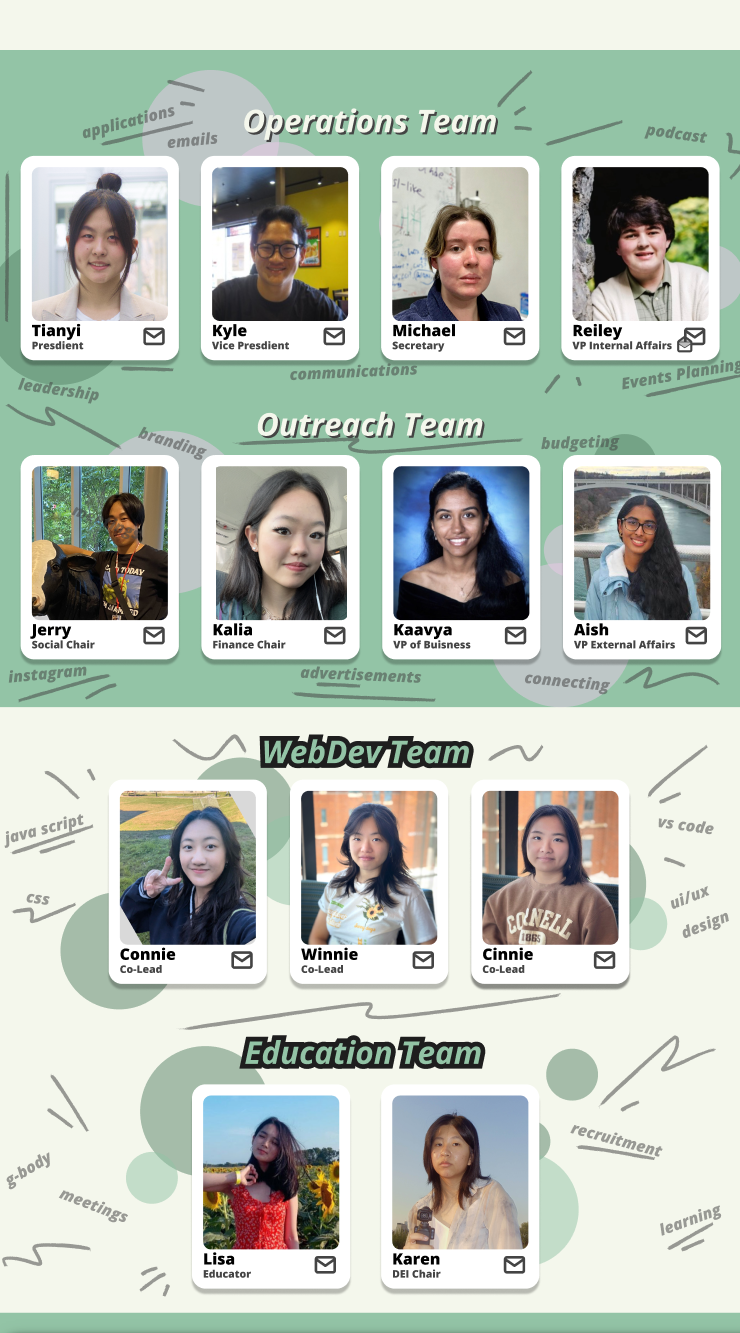 applications
emails
Operations Team
podcast
Tianyi
Presdient
Kyle
Vice Presdient
Michael
Secretary
Reiley
VP Internal Affairs
leadership
communications
Events Planning
branding
Outreach Team
budgeting
TODAY
Jerry
Social Chair
Kalia
Finance Chair
Kaavya
VP of Buisness
Aish
VP External Affairs
instagram
advertisements
connecting
WebDev Team
java script
css
vs code
ui/ux
design
CORNELL
1865
Connie
Co-Lead
Winnie
Co-Lead
Cinnie
Co-Lead
Education Team
g-body
meetings
recruitment
learning
Lisa
Educator
Karen
DEI Chair